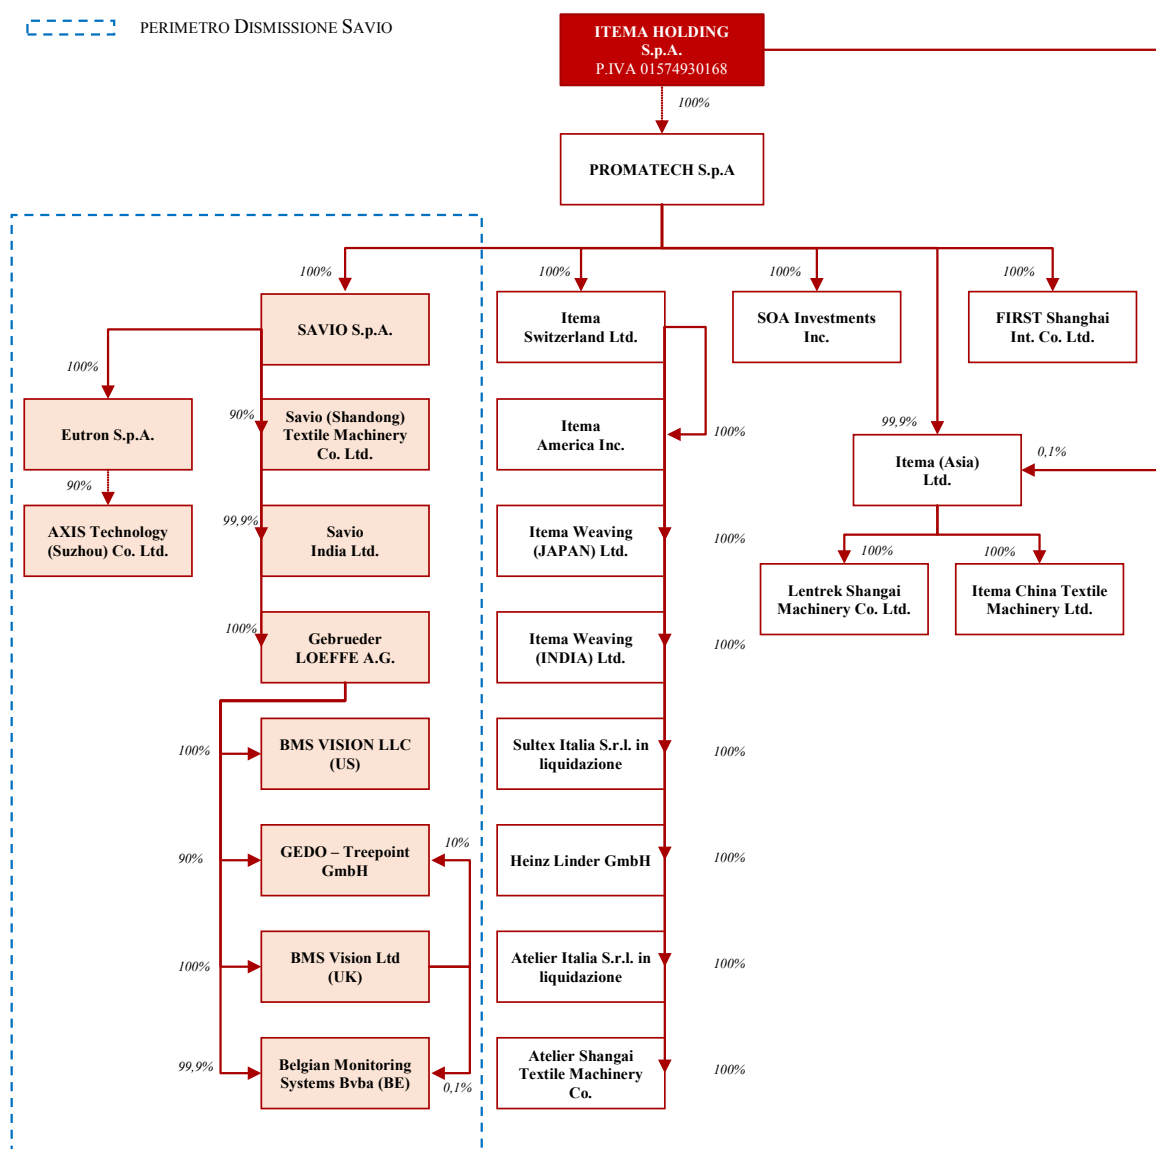 PERIMETRO DISMISSIONE SAVIO
ITEMA HOLDING
S.p.A.
P.IVA 01574930168
100%
PROMATECH S.p.A
100%
100%
100%
100%
SAVIO S.p.A.
Itema
Switzerland Ltd.
SOA Investments
Inc.
FIRST Shanghai
Int. Co. Ltd.
100%
Eutron S.p.A.
90%
Savio (Shandong)
Textile Machinery
Co. Ltd.
Itema
America Inc.
100%
99,9%
Itema (Asia)
Ltd.
0,1%
90%
AXIS Technology
(Suzhou) Co. Ltd.
99,9%
Savio
India Ltd.
Itema Weaving
(JAPAN) Ltd.
100%
100%
100%
Lentrek Shangai
Machinery Co. Ltd.
Itema China Textile
Machinery Ltd.
100%
Gebrueder
LOEFFE A.G.
Itema Weaving
(INDIA) Ltd.
100%
100%
BMS VISION LLC
(US)
Sultex Italia S.r.l. in
liquidazione
100%
90%
GEDO – Treepoint
GmbH
10%
Heinz Linder GmbH
100%
100%
BMS Vision Ltd
(UK)
Atelier Italia S.r.l. in
liquidazione
100%
99,9%
Belgian Monitoring
Systems Bvba (BE)
0,1%
Atelier Shangai
Textile Machinery
Co.
100%